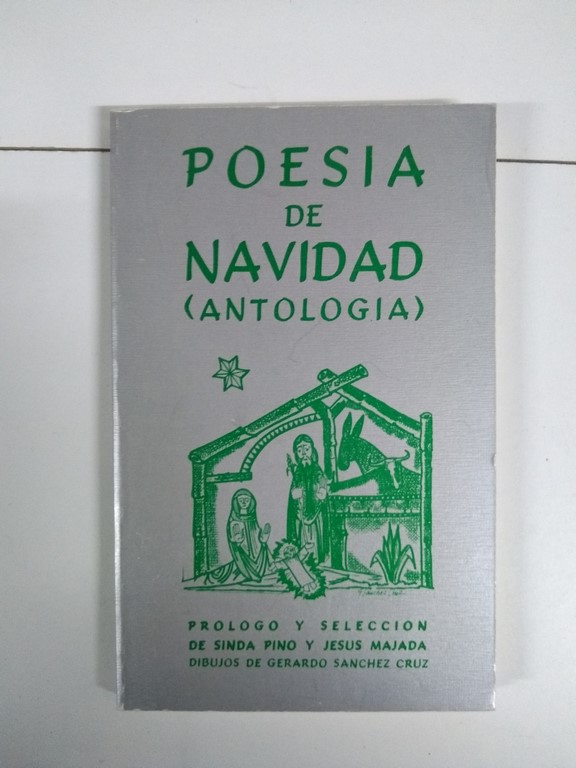 POESIA
DE
NAVIDAD
(ANTOLOGIA)
PROLOGO Y SELECCION
DE SINDA PINO Y JESUS MAJADA
DIBUJOS DE GERARDO SANCHEZ CRUZ